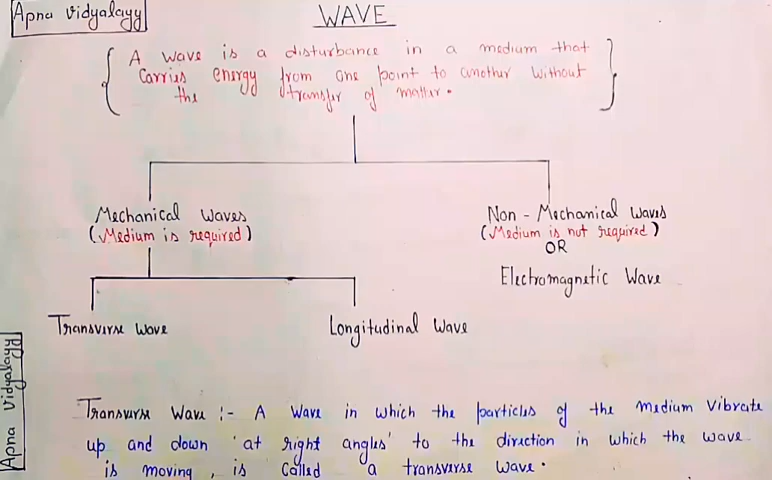 Apna Vidyalayy
WAVE
A wave is a disturbance in a medium that
Carries energy from one point to another without
the transfer of matter.
Mechanical Waves
(Medium is required)
Non - Mechanical Waves
(Medium is not required)
OR
Electromagnetic Wave
Transverse Wave
Longitudinal Wave
Apna Vidyalayy
Transverse Wave :- A Wave in which the particles of the medium Vibrate
up and down 'at right angles' to the direction in which the wave
is moving, is Called a transverse wave.